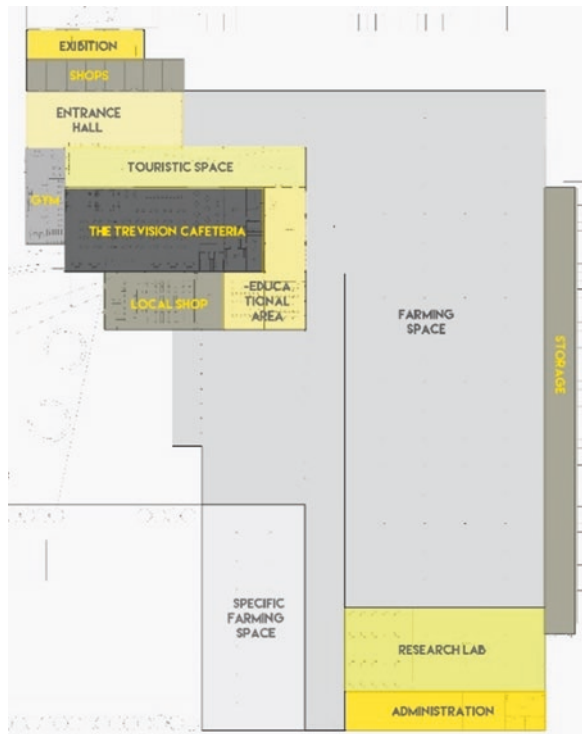 EXIBITION
SHOPS
ENTRANCE
HALL
TOURISTIC SPACE
GYM
THE TREVISION CAFETERIA
LOCAL SHOP
-EDUCA
TIONAL
AREA
FARMING
SPACE
STORAGE
SPECIFIC
FARMING
SPACE
RESEARCH LAB
ADMINISTRATION